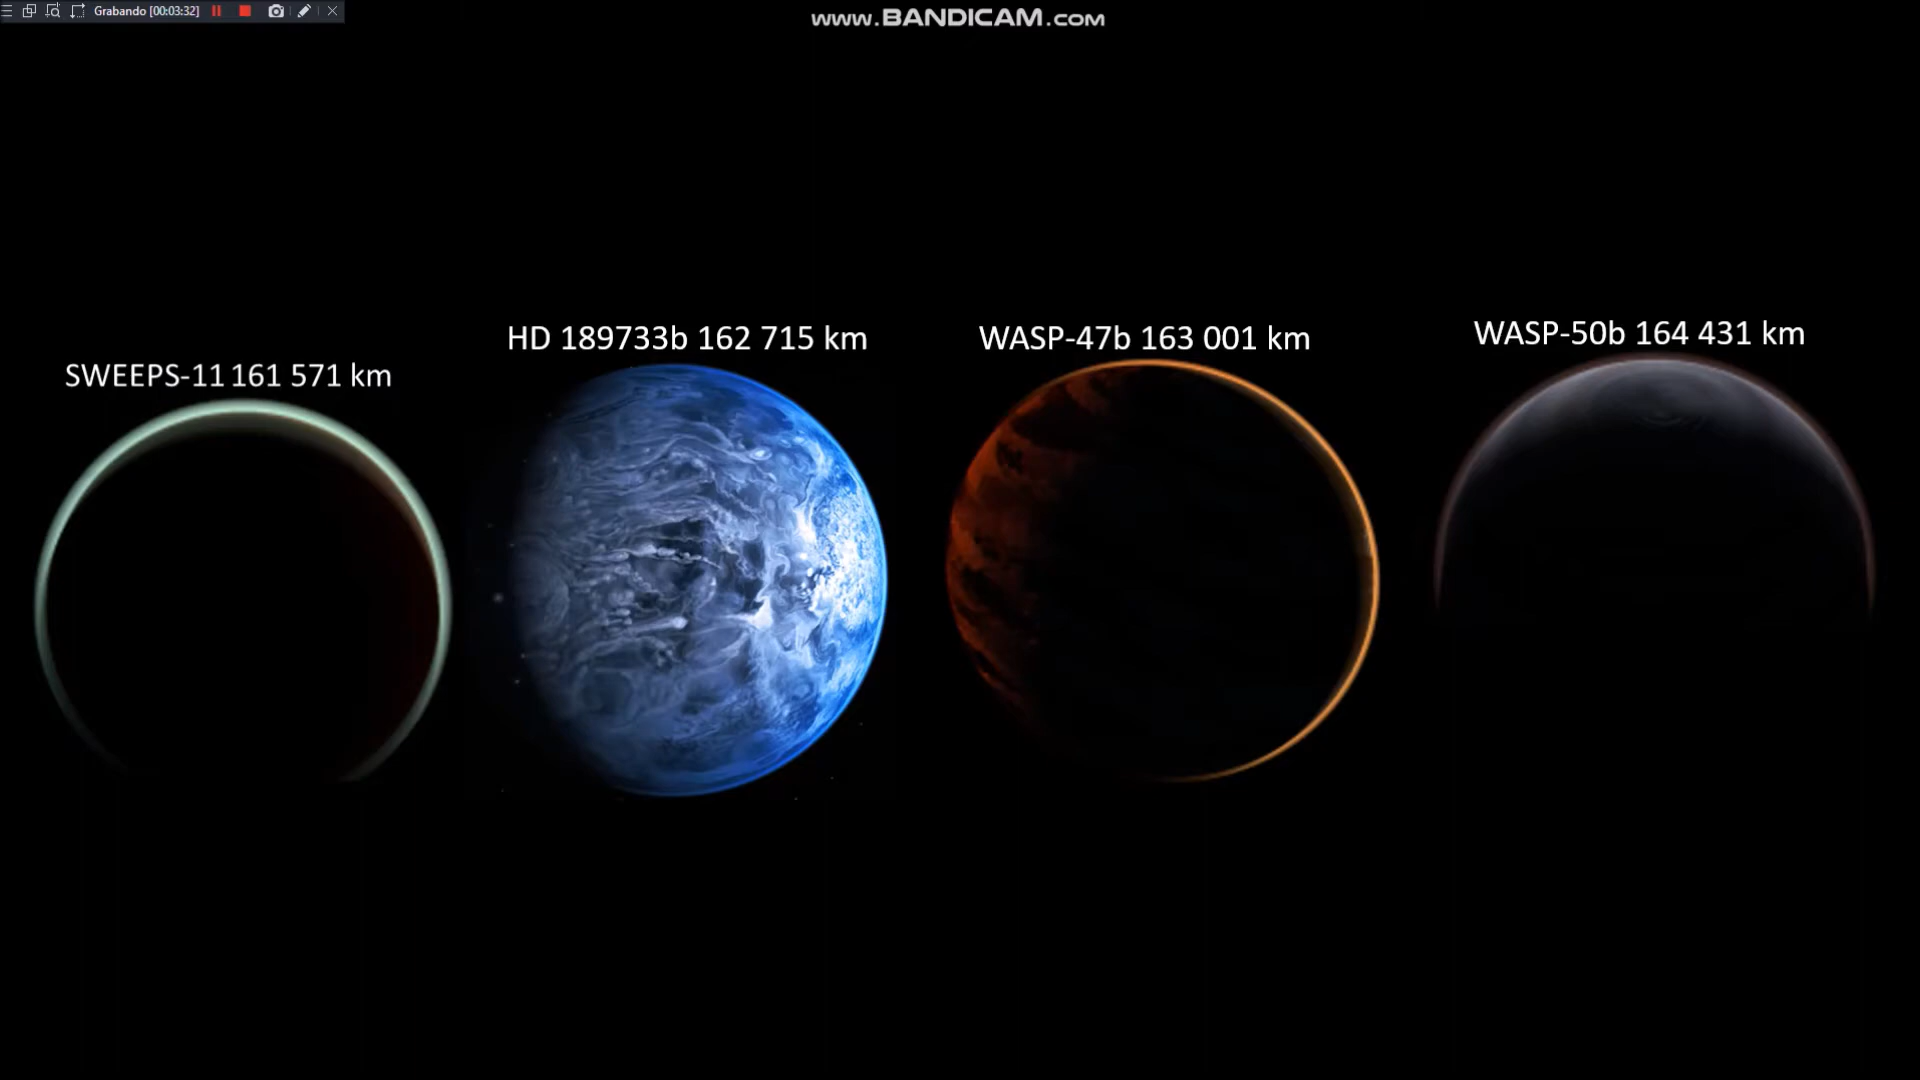 Grabando [00:03:32]
www.BANDICAM.com
SWEEPS-11 161 571 km
HD 189733b 162 715 km
WASP-47b 163 001 km
WASP-50b 164 431 km